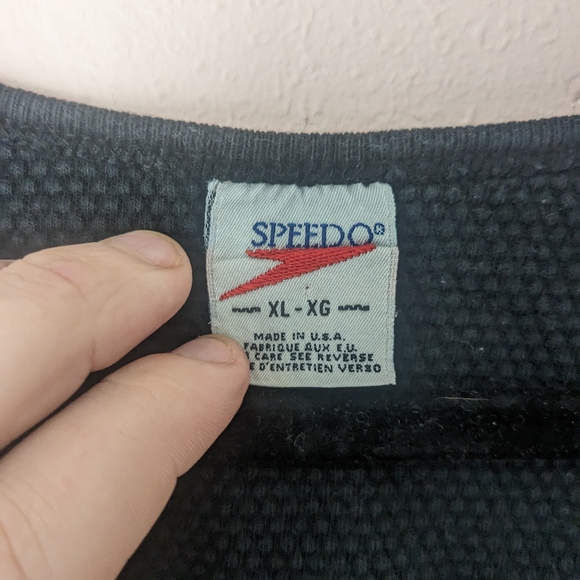 SPEEDO®
XL - XG
MADE IN U.S.A.
FABRIQUE AUX E.U.
CARE SEE REVERSE
D'ENTRETIEN VERSO